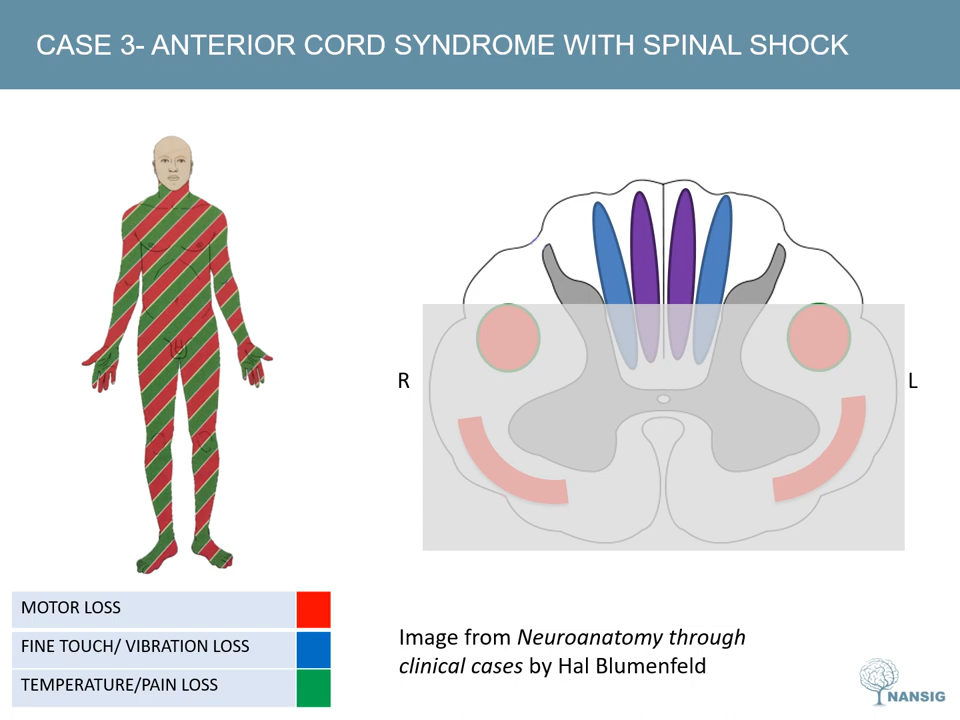 CASE 3- ANTERIOR CORD SYNDROME WITH SPINAL SHOCK
R
L
MOTOR LOSS
FINE TOUCH/ VIBRATION LOSS
TEMPERATURE/PAIN LOSS
Image from Neuroanatomy through
clinical cases by Hal Blumenfeld
NANSIG